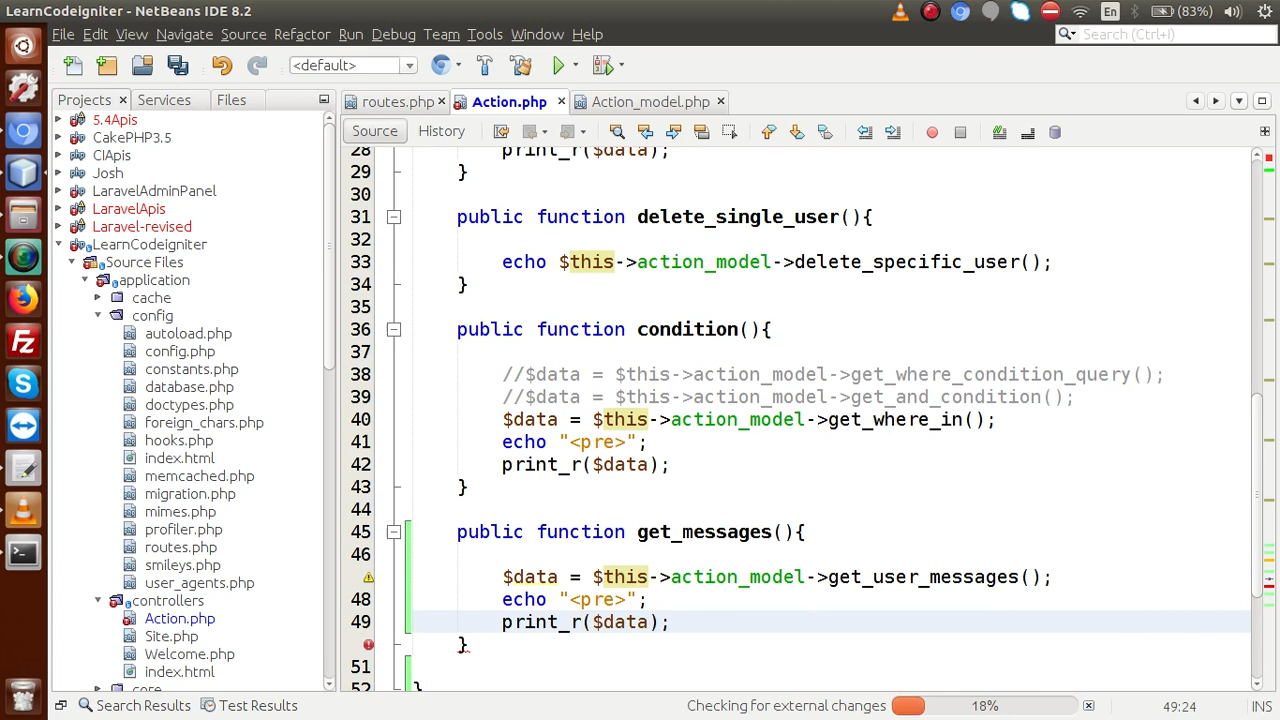 LearnCodeigniter - NetBeans IDE 8.2
En
(83%)
File Edit View Navigate Source Refactor Run Debug Team Tools Window Help
Search (Ctrl+I)
<default>
Projects Services Files
routes.php Action.php Action_model.php
Source History
5.4Apis
CakePHP3.5
CIApis
Josh
LaravelAdminPanel
LaravelApis
Laravel-revised
LearnCodeigniter
Source Files
application
cache
config
autoload.php
config.php
constants.php
database.php
doctypes.php
foreign_chars.php
hooks.php
index.html
memcached.php
migration.php
mimes.php
profiler.php
routes.php
smileys.php
user_agents.php
controllers
Action.php
Site.php
Welcome.php
index.html
core
28 print_r($data);
29 }
30
31 public function delete_single_user(){
32
33 echo $this->action_model->delete_specific_user();
34 }
35
36 public function condition(){
37
38 //$data = $this->action_model->get_where_condition_query();
39 //$data = $this->action_model->get_and_condition();
40 $data = $this->action_model->get_where_in();
41 echo "<pre>";
42 print_r($data);
43 }
44
45 public function get_messages(){
46
$data = $this->action_model->get_user_messages();
48 echo "<pre>";
49 print_r($data);
}
51
52 }
Search Results Test Results
Checking for external changes 18% 49:24 INS